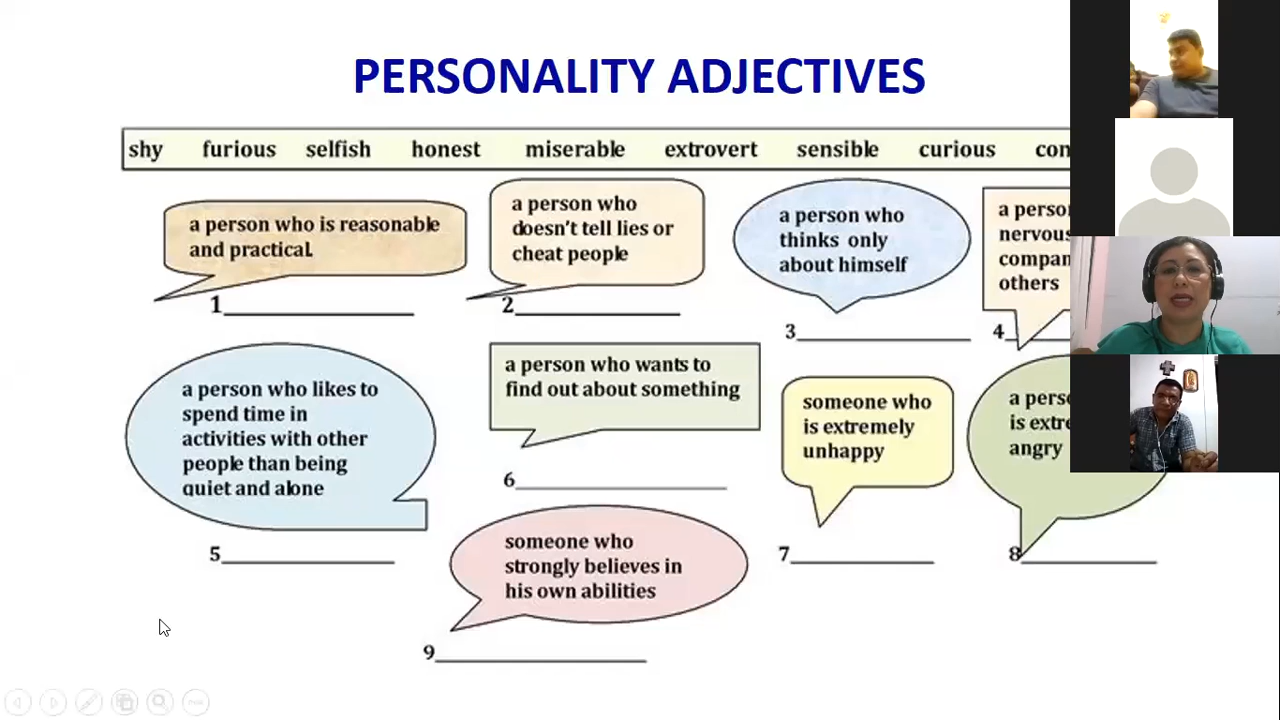 PERSONALITY ADJECTIVES
shy furious selfish honest miserable extrovert sensible curious
a person who is reasonable
and practical.
1
a person who
doesn't tell lies or
cheat people
2
a person who
thinks only
about himself
3
a
others
4
a person who likes to
spend time in
activities with other
people than being
quiet and alone
5
a person who wants to
find out about something
6
someone who
is extremely
unhappy
7
a
is
angry
8
someone who
strongly believes in
his own abilities
9